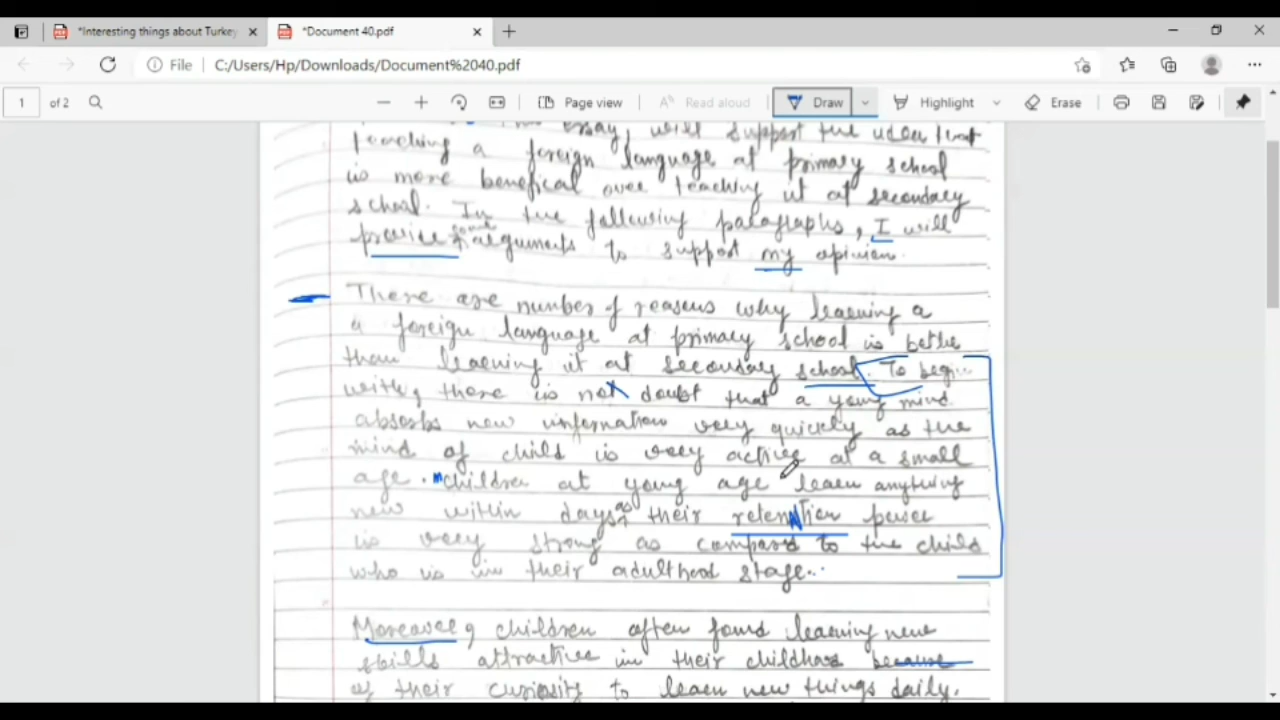 *Interesting things about Turkey
*Document 40.pdf
File C:/Users/Hp/Downloads/Document%2040.pdf
1 of 2 Page view Read aloud Draw Highlight Erase
This essay, will support the idea that
teaching a foreign language at primary school
is more benefical over teaching it at secondary
school. In the following paragraphs, I will
provise some arguments to support my opinion.
There are number of reasons why learning a
a foreign language at primary school is better
than learning it at secondary school. To begin
with, there is not doubt that a young mind
absorbs new information very quickly as the
mind of child is very active at a small
age. children at young age learn anything
new within days as their retention power
is very strong as compared to the child
who is in their adulthood stage..
Moreover, children often found learning new
skills attractive in their childhood because
of their curiosity to learn new things daily.